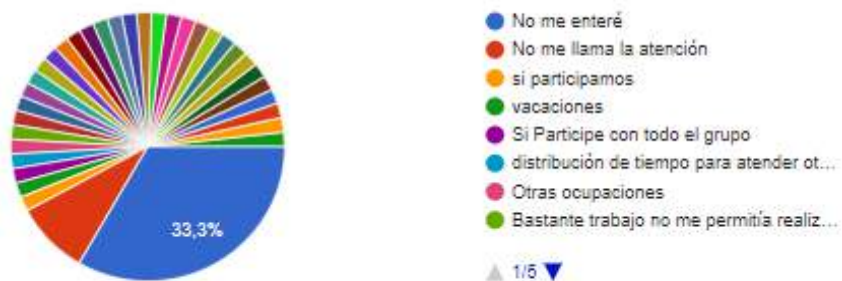 No me enteré
No me llama la atención
si participamos
vacaciones
Si Participe con todo el grupo
distribución de tiempo para atender ot...
Otras ocupaciones
Bastante trabajo no me permitía realiz...
33,3%
1/5